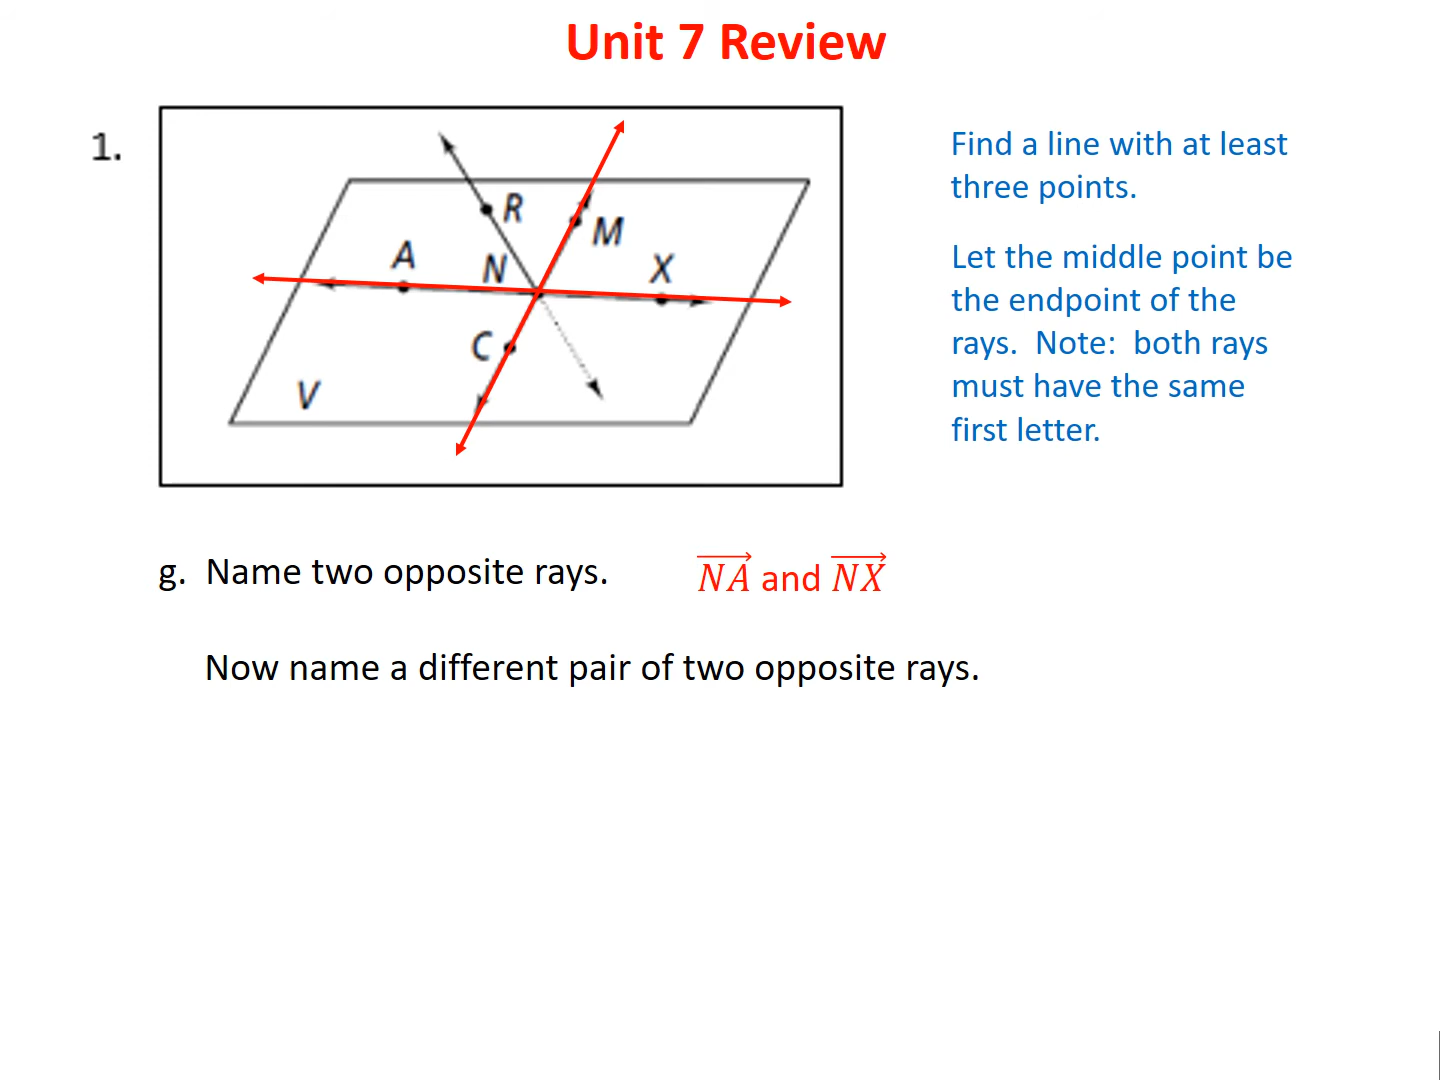 Unit 7 Review
1.
Find a line with at least
three points.
R
M
A
N
X
Let the middle point be
the endpoint of the
rays. Note: both rays
must have the same
first letter.
C
V
g. Name two opposite rays. $\overrightarrow{NA}$ and $\overrightarrow{NX}$
Now name a different pair of two opposite rays.